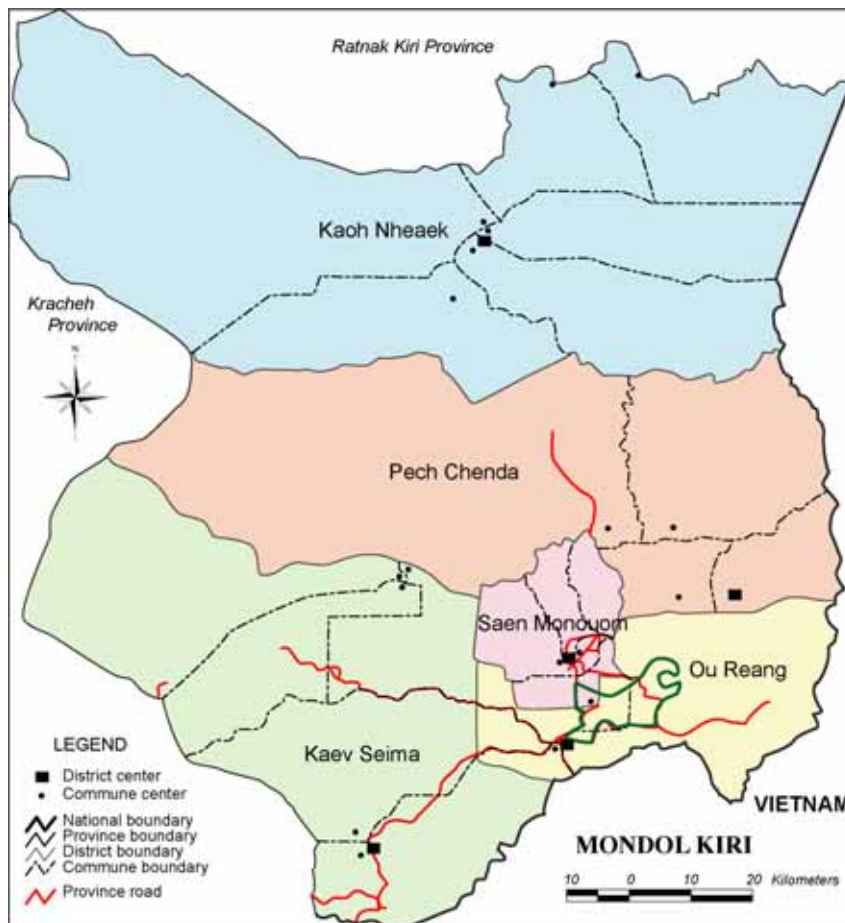 Ratnak Kiri Province
Kaoh Nheaek
Kracheh
Province
N
Pech Chenda
Saen Monouom
Ou Reang
Kaev Seima
VIETNAM
LEGEND
District center
Commune center
National boundary
Province boundary
District boundary
Commune boundary
Province road
MONDOL KIRI
10 0 10 20 Kilometers